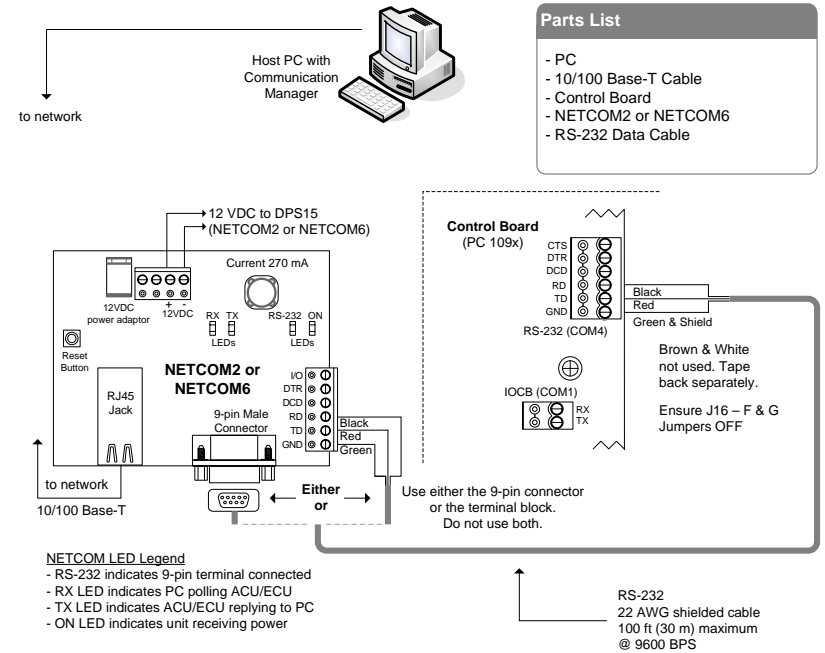 Parts List
- PC
- 10/100 Base-T Cable
- Control Board
- NETCOM2 or NETCOM6
- RS-232 Data Cable
Host PC with
Communication
Manager
to network
12 VDC to DPS15
(NETCOM2 or NETCOM6)
Current 270 mA
12VDC
power adaptor
+ -
12VDC
RX TX
LEDs
RS-232 ON
LEDs
Reset
Button
NETCOM2 or
NETCOM6
RJ45
Jack
9-pin Male
Connector
I/O
DTR
DCD
RD
TD
GND
Black
Red
Green
to network
10/100 Base-T
Either
or
Use either the 9-pin connector
or the terminal block.
Do not use both.
Control Board
(PC 109x)
CTS
DTR
DCD
RD
TD
GND
Black
Red
Green & Shield
RS-232 (COM4)
Brown & White
not used. Tape
back separately.
Ensure J16 – F & G
Jumpers OFF
IOCB (COM1)
RX
TX
NETCOM LED Legend
- RS-232 indicates 9-pin terminal connected
- RX LED indicates PC polling ACU/ECU
- TX LED indicates ACU/ECU replying to PC
- ON LED indicates unit receiving power
RS-232
22 AWG shielded cable
100 ft (30 m) maximum
@ 9600 BPS